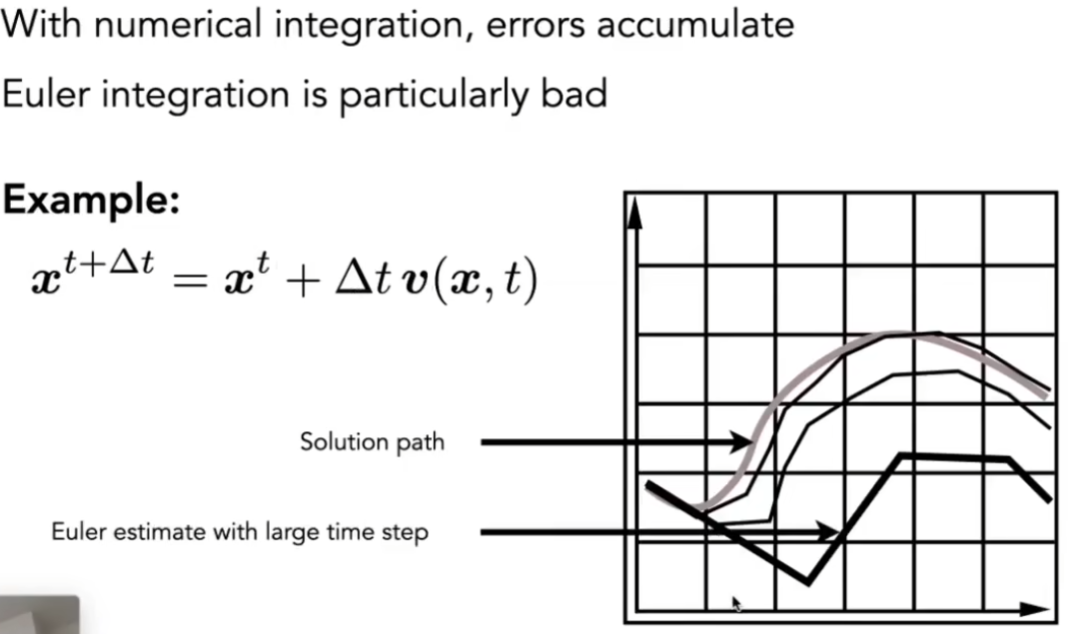 With numerical integration, errors accumulate
Euler integration is particularly bad
Example:
$\boldsymbol{x}^{t+\Delta t} = \boldsymbol{x}^{t} + \Delta t \, \boldsymbol{v}(\boldsymbol{x}, t)$
Solution path
Euler estimate with large time step